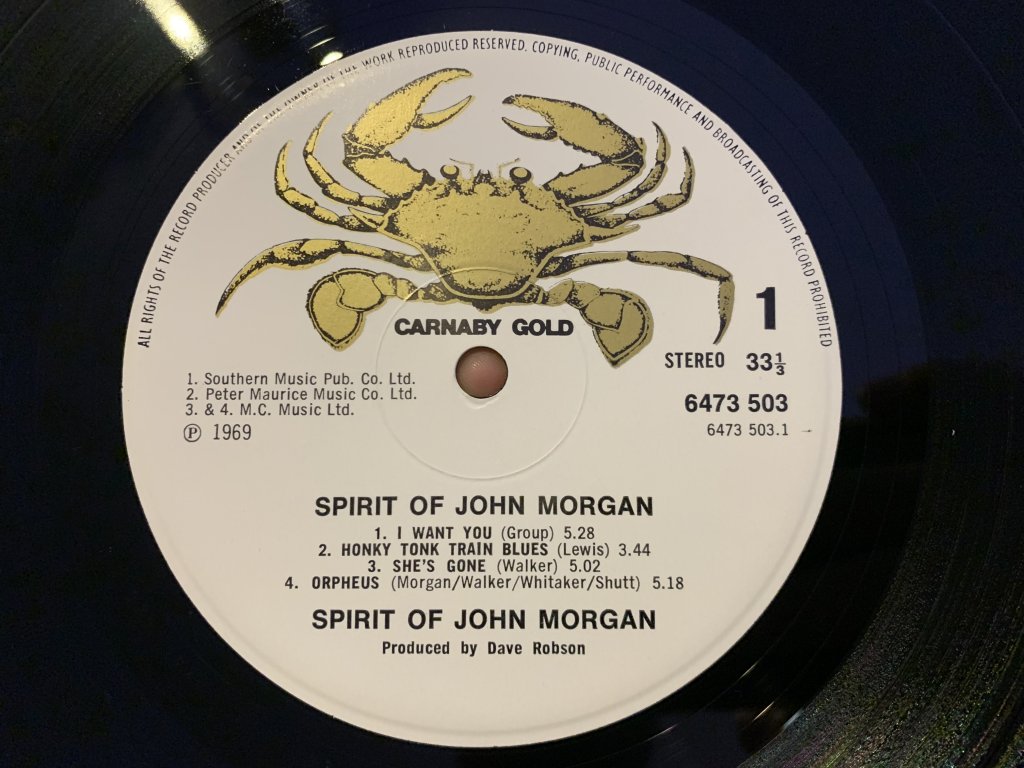 ALL RIGHTS OF THE RECORD PRODUCER AND OF THE OWNER OF THE WORK REPRODUCED RESERVED. COPYING, PUBLIC PERFORMANCE AND BROADCASTING OF THIS RECORD PROHIBITED
CARNABY GOLD
1
STEREO 33⅓
6473 503
6473 503.1
1. Southern Music Pub. Co. Ltd.
2. Peter Maurice Music Co. Ltd.
3. & 4. M.C. Music Ltd.
Ⓟ 1969
SPIRIT OF JOHN MORGAN
1. I WANT YOU (Group) 5.28
2. HONKY TONK TRAIN BLUES (Lewis) 3.44
3. SHE'S GONE (Walker) 5.02
4. ORPHEUS (Morgan/Walker/Whitaker/Shutt) 5.18
SPIRIT OF JOHN MORGAN
Produced by Dave Robson